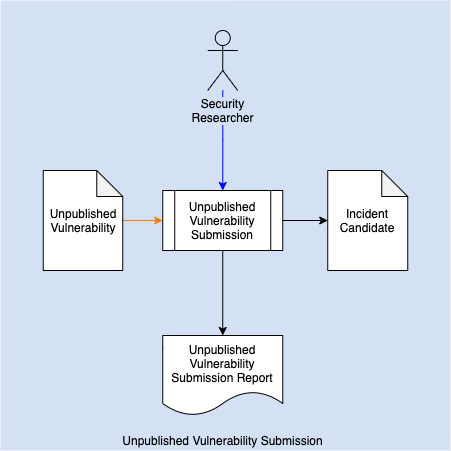 Security
Researcher
Unpublished
Vulnerability
Unpublished
Vulnerability
Submission
Incident
Candidate
Unpublished
Vulnerability
Submission Report
Unpublished Vulnerability Submission